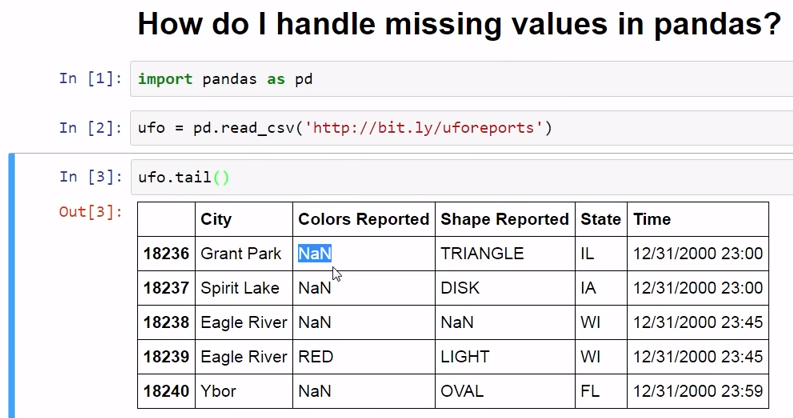 How do I handle missing values in pandas?
In [1]: import pandas as pd
In [2]: ufo = pd.read_csv('http://bit.ly/uforeports')
In [3]: ufo.tail()
Out[3]:
City Colors Reported Shape Reported State Time
18236 Grant Park NaN TRIANGLE IL 12/31/2000 23:00
18237 Spirit Lake NaN DISK IA 12/31/2000 23:00
18238 Eagle River NaN NaN WI 12/31/2000 23:45
18239 Eagle River RED LIGHT WI 12/31/2000 23:45
18240 Ybor NaN OVAL FL 12/31/2000 23:59